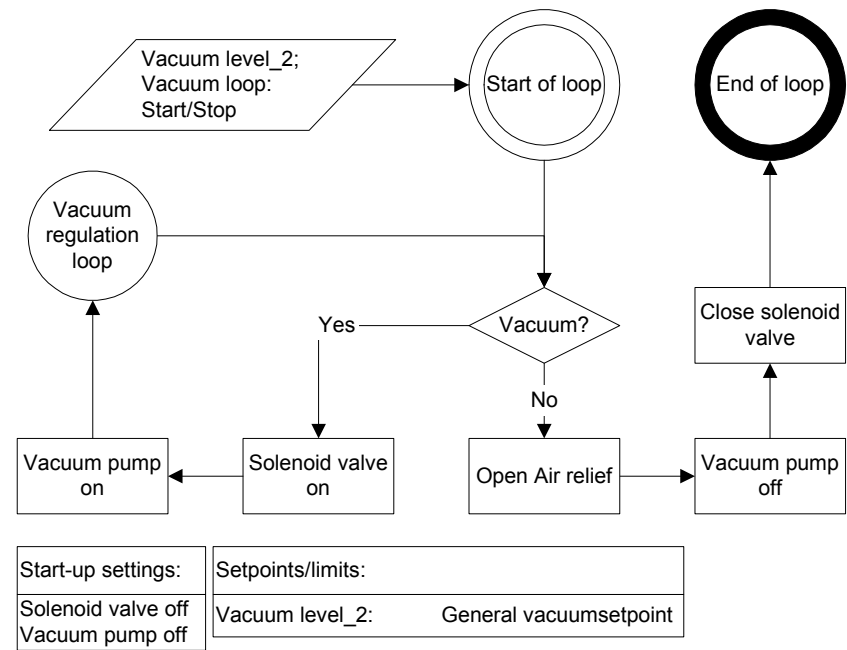 Vacuum level_2;
Vacuum loop:
Start/Stop
Start of loop
End of loop
Vacuum
regulation
loop
Vacuum?
Yes
No
Close solenoid
valve
Vacuum pump
on
Solenoid valve
on
Open Air relief
Vacuum pump
off
Start-up settings:
Solenoid valve off
Vacuum pump off
Setpoints/limits:
Vacuum level_2: General vacuumsetpoint